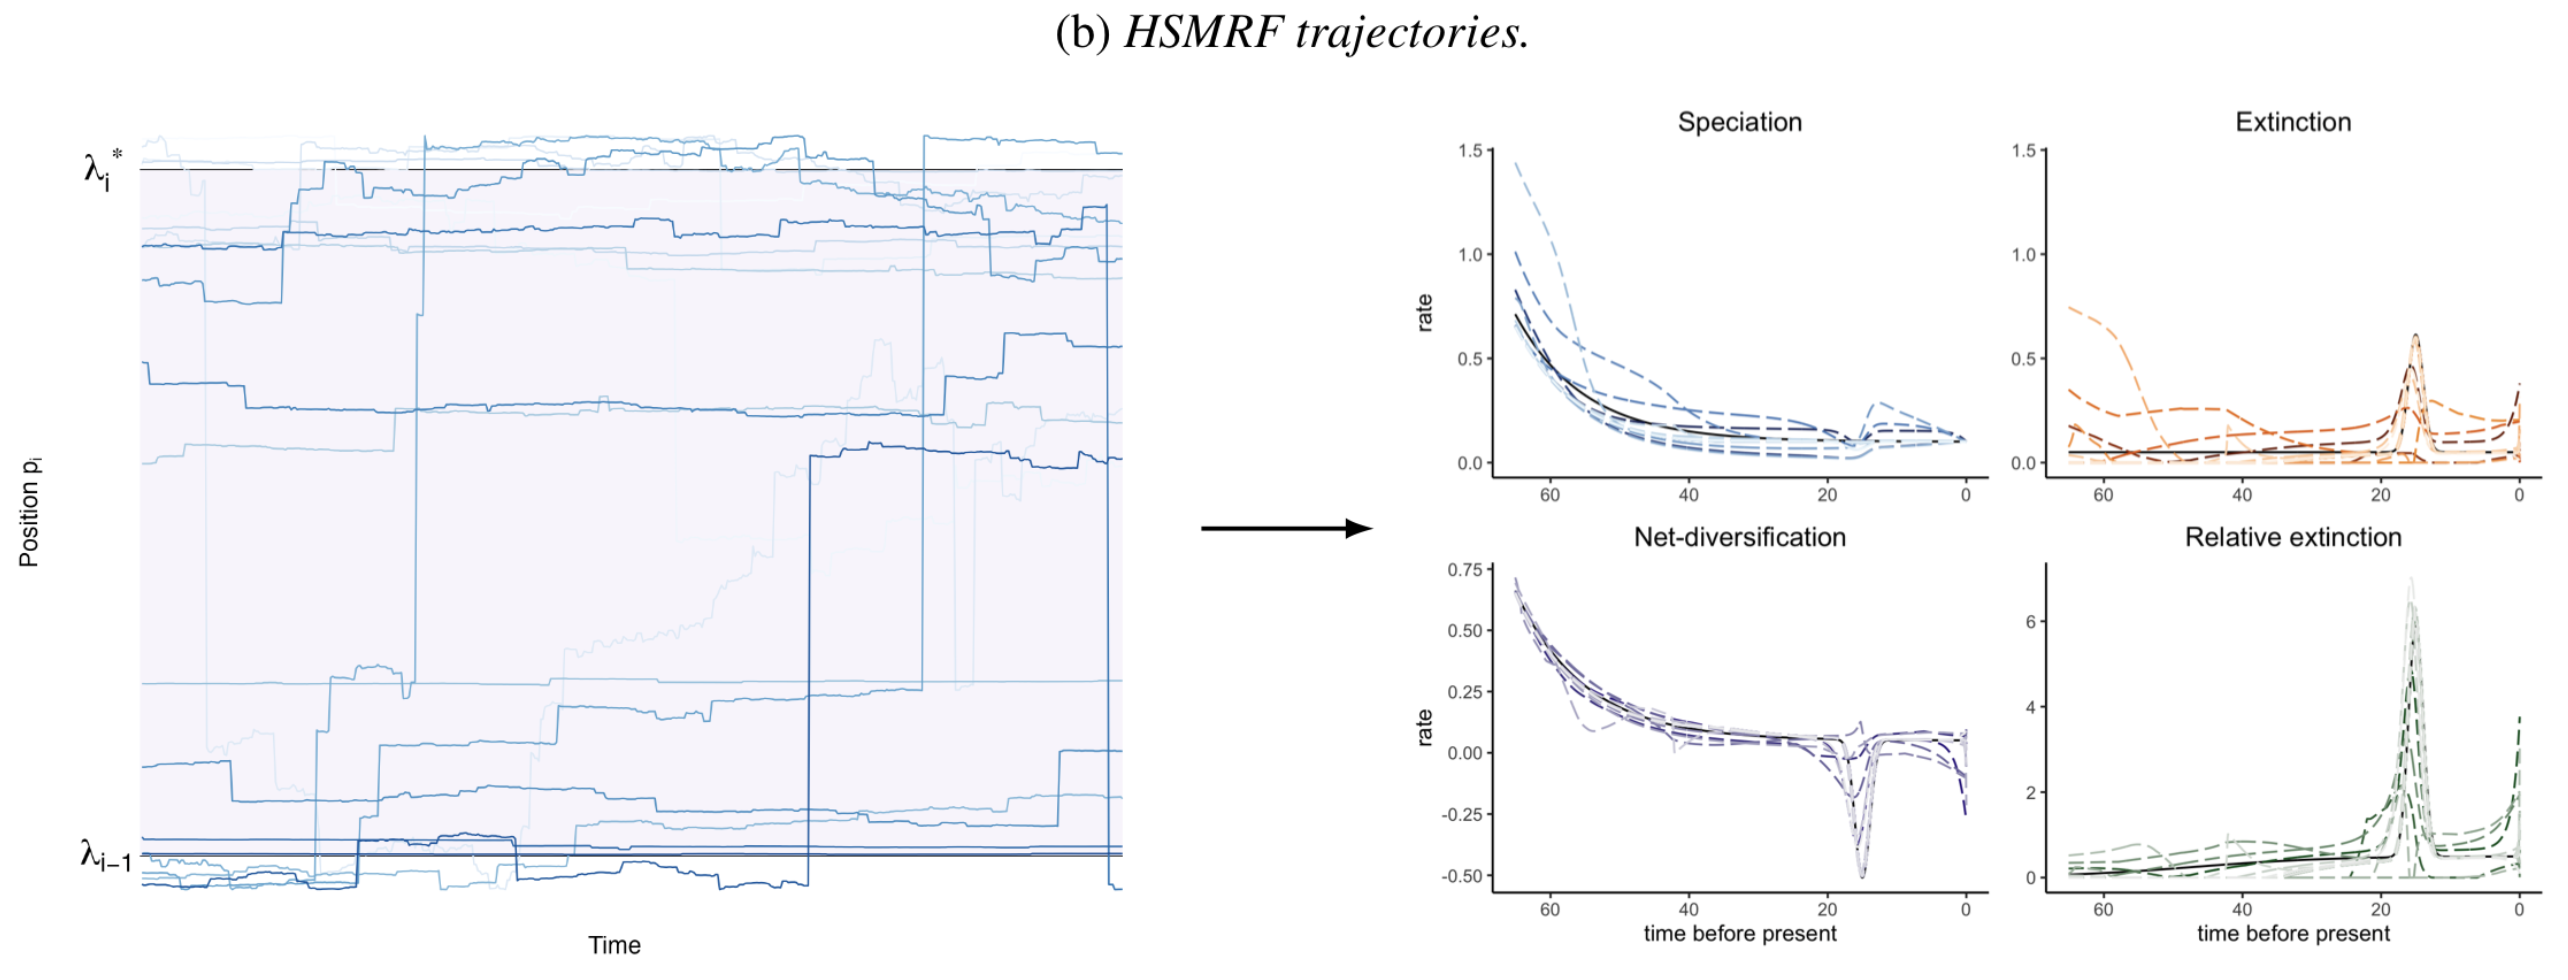 (b) HSMRF trajectories.
λi*
λi−1
Position pi
Time
Speciation
rate
1.5
1.0
0.5
0.0
60 40 20 0
Extinction
1.5
1.0
0.5
0.0
60 40 20 0
Net-diversification
rate
0.75
0.50
0.25
0.00
-0.25
-0.50
60 40 20 0
time before present
Relative extinction
6
4
2
0
60 40 20 0
time before present